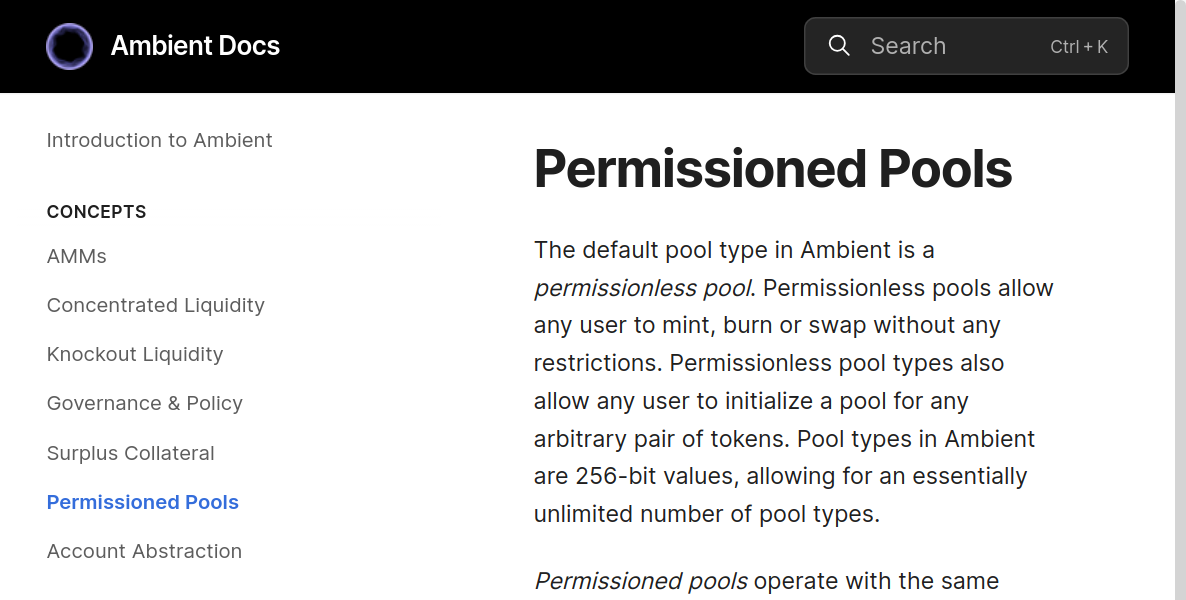 Ambient Docs
Search
Ctrl + K
Introduction to Ambient
CONCEPTS
AMMs
Concentrated Liquidity
Knockout Liquidity
Governance & Policy
Surplus Collateral
Permissioned Pools
Account Abstraction
Permissioned Pools
The default pool type in Ambient is a
permissionless pool. Permissionless pools allow
any user to mint, burn or swap without any
restrictions. Permissionless pool types also
allow any user to initialize a pool for any
arbitrary pair of tokens. Pool types in Ambient
are 256-bit values, allowing for an essentially
unlimited number of pool types.
Permissioned pools operate with the same